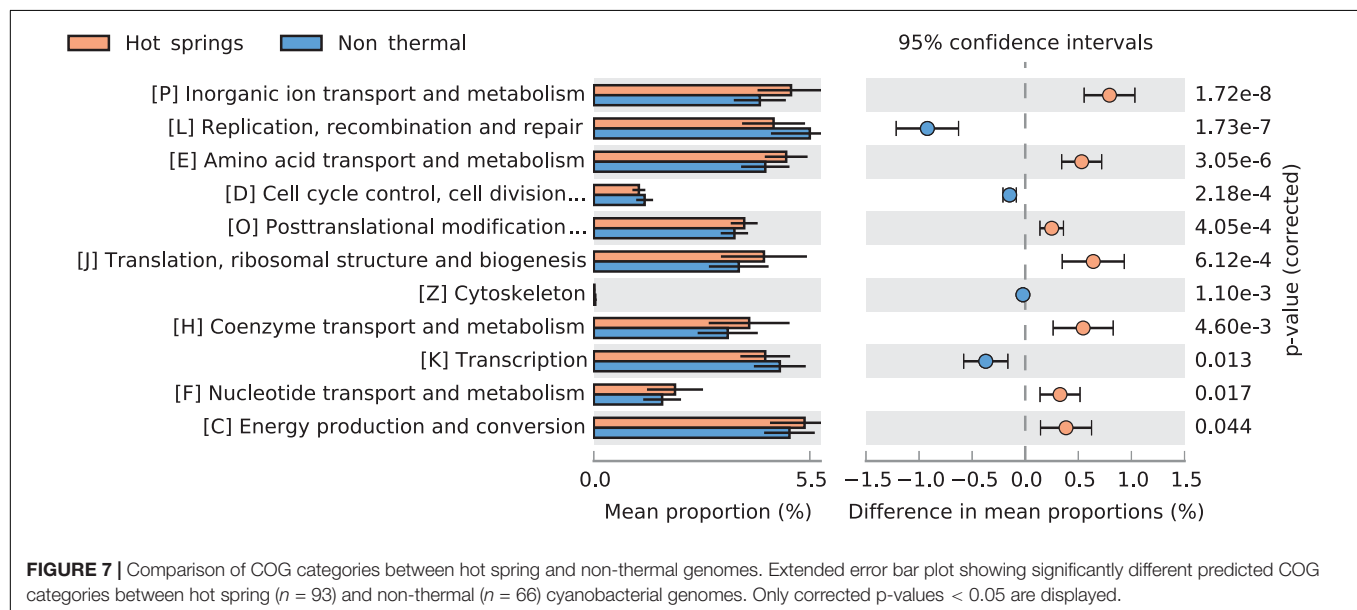 Hot springs Non thermal 95% confidence intervals
[P] Inorganic ion transport and metabolism 1.72e-8
[L] Replication, recombination and repair 1.73e-7
[E] Amino acid transport and metabolism 3.05e-6
[D] Cell cycle control, cell division... 2.18e-4
[O] Posttranslational modification... 4.05e-4
[J] Translation, ribosomal structure and biogenesis 6.12e-4
[Z] Cytoskeleton 1.10e-3
[H] Coenzyme transport and metabolism 4.60e-3
[K] Transcription 0.013
[F] Nucleotide transport and metabolism 0.017
[C] Energy production and conversion 0.044
p-value (corrected)
0.0 5.5 −1.5 −1.0 −0.5 0.0 0.5 1.0 1.5
Mean proportion (%) Difference in mean proportions (%)
FIGURE 7 | Comparison of COG categories between hot spring and non-thermal genomes. Extended error bar plot showing significantly different predicted COG
categories between hot spring (n = 93) and non-thermal (n = 66) cyanobacterial genomes. Only corrected p-values < 0.05 are displayed.